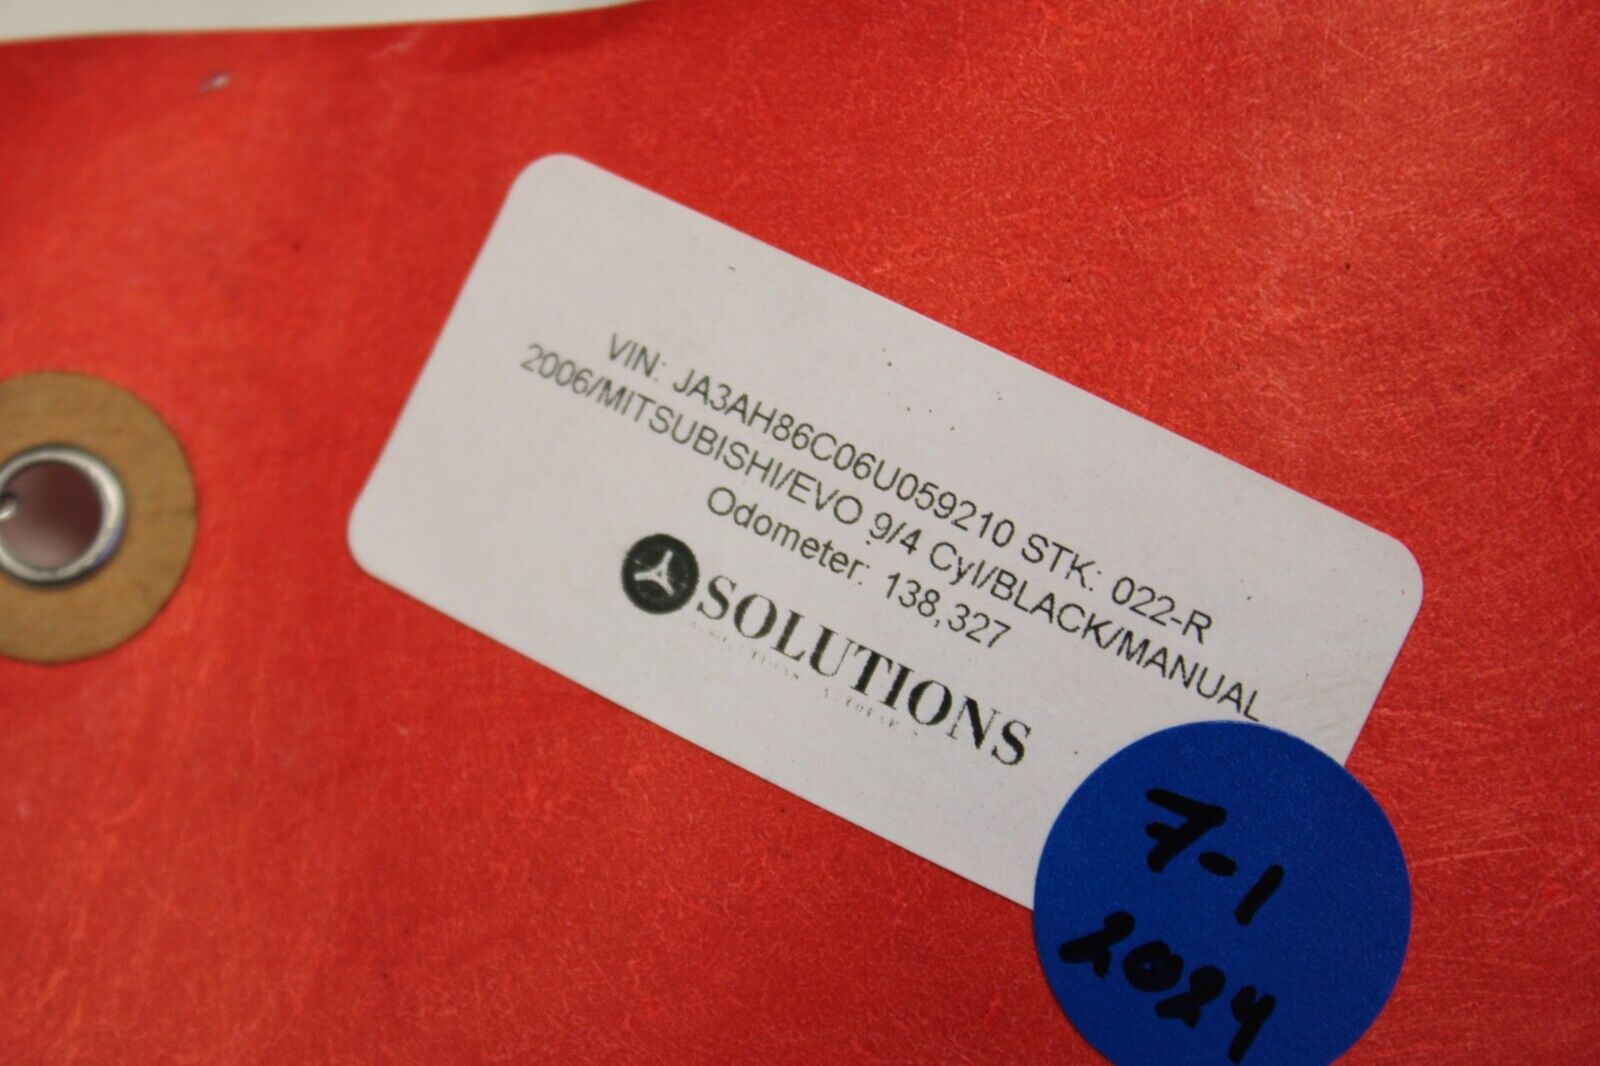 VIN: JA3AH86C06U059210 STK: 022-R
2006/MITSUBISHI/EVO 9/4 Cyl/BLACK/MANUAL
Odometer: 138,327
SOLUTIONS
7-1
2024